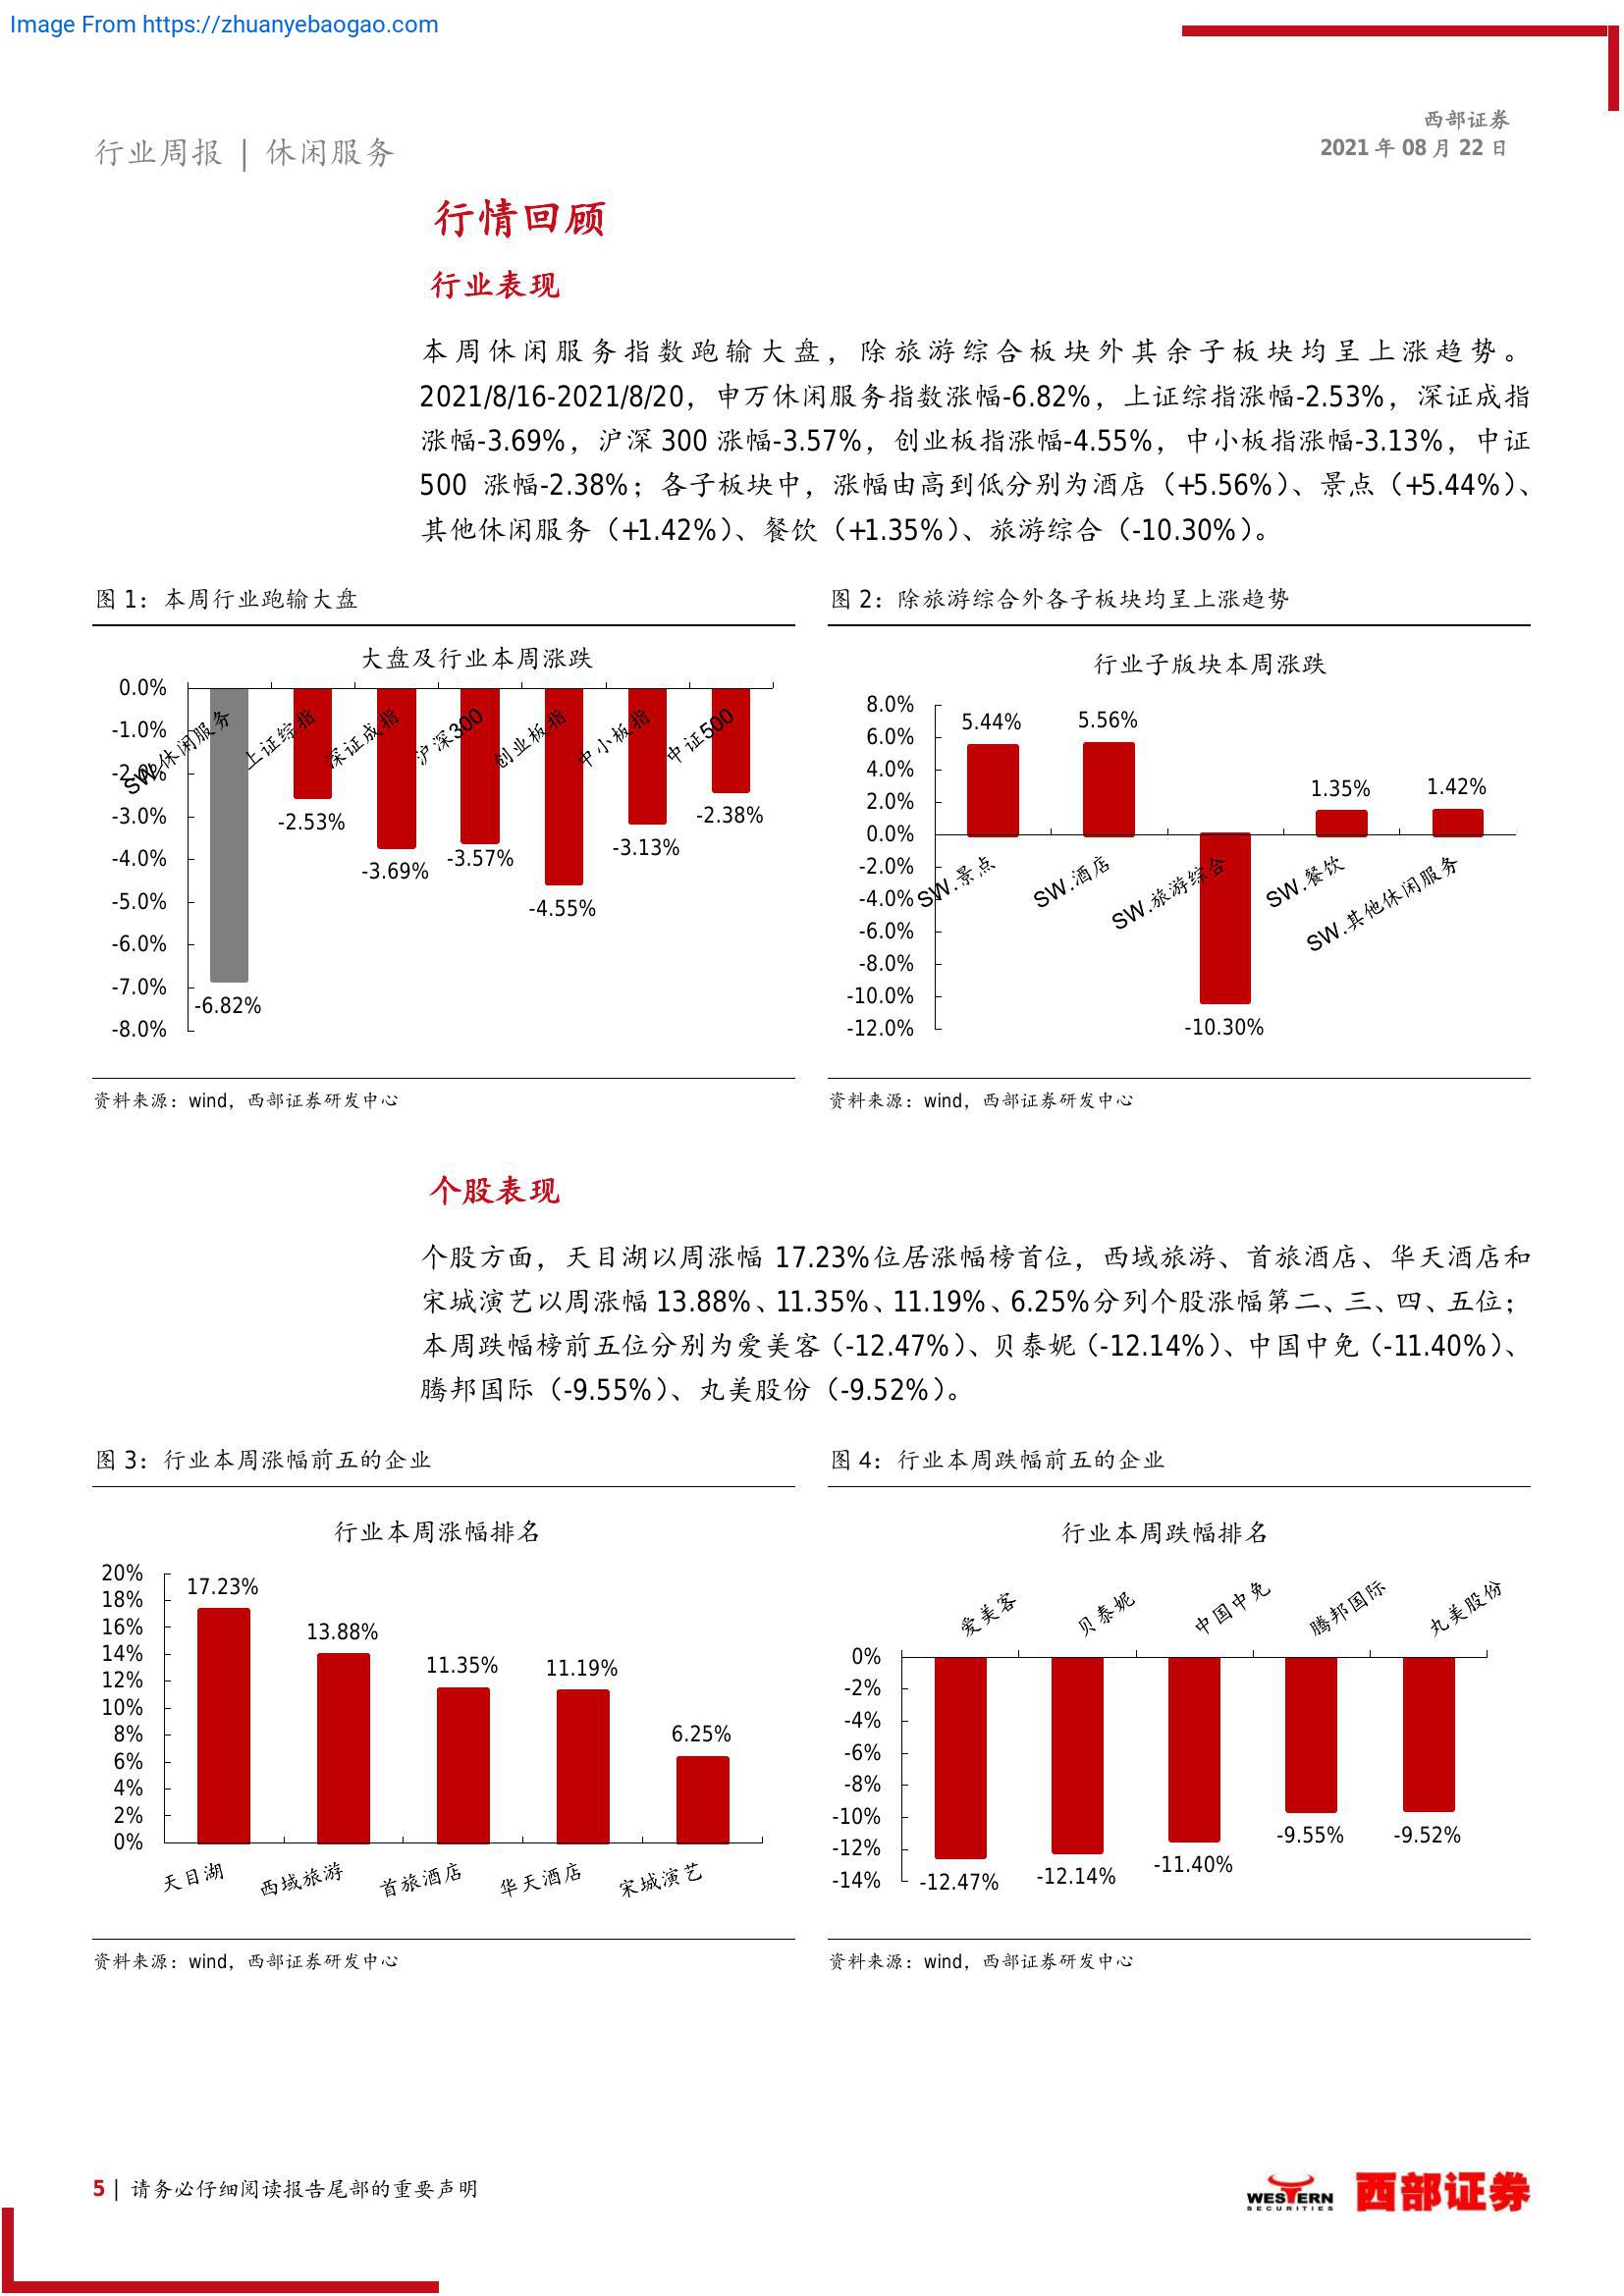 Image From https://zhuanyebaogao.com
西部证券
2021 年 08 月 22 日
行业周报 | 休闲服务
行情回顾
行业表现
本周休闲服务指数跑输大盘，除旅游综合板块外其余子板块均呈上涨趋势。
2021/8/16-2021/8/20，申万休闲服务指数涨幅-6.82%，上证综指涨幅-2.53%，深证成指
涨幅-3.69%，沪深 300 涨幅-3.57%，创业板指涨幅-4.55%，中小板指涨幅-3.13%，中证
500 涨幅-2.38%；各子板块中，涨幅由高到低分别为酒店（+5.56%）、景点（+5.44%）、
其他休闲服务（+1.42%）、餐饮（+1.35%）、旅游综合（-10.30%）。
图 1：本周行业跑输大盘
大盘及行业本周涨跌
0.0%
-1.0%
-2.0%
-3.0%
-4.0%
-5.0%
-6.0%
-7.0%
-8.0%
SW.休闲服务
上证综指
深证成指
沪深300
创业板指
中小板指
中证500
-6.82%
-2.53%
-3.69%
-3.57%
-4.55%
-3.13%
-2.38%
资料来源：wind，西部证券研发中心
图 2：除旅游综合外各子板块均呈上涨趋势
行业子版块本周涨跌
8.0%
6.0%
4.0%
2.0%
0.0%
-2.0%
-4.0%
-6.0%
-8.0%
-10.0%
-12.0%
5.44%
5.56%
-10.30%
1.35%
1.42%
SW.景点
SW.酒店
SW.旅游综合
SW.餐饮
SW.其他休闲服务
资料来源：wind，西部证券研发中心
个股表现
个股方面，天目湖以周涨幅 17.23%位居涨幅榜首位，西域旅游、首旅酒店、华天酒店和
宋城演艺以周涨幅 13.88%、11.35%、11.19%、6.25%分列个股涨幅第二、三、四、五位；
本周跌幅榜前五位分别为爱美客（-12.47%）、贝泰妮（-12.14%）、中国中免（-11.40%）、
腾邦国际（-9.55%）、丸美股份（-9.52%）。
图 3：行业本周涨幅前五的企业
行业本周涨幅排名
20%
18%
16%
14%
12%
10%
8%
6%
4%
2%
0%
17.23%
13.88%
11.35%
11.19%
6.25%
天目湖
西域旅游
首旅酒店
华天酒店
宋城演艺
资料来源：wind，西部证券研发中心
图 4：行业本周跌幅前五的企业
行业本周跌幅排名
爱美客
贝泰妮
中国中免
腾邦国际
丸美股份
0%
-2%
-4%
-6%
-8%
-10%
-12%
-14%
-12.47%
-12.14%
-11.40%
-9.55%
-9.52%
资料来源：wind，西部证券研发中心
5 | 请务必仔细阅读报告尾部的重要声明
WESTERN
SECURITIES
西部证券